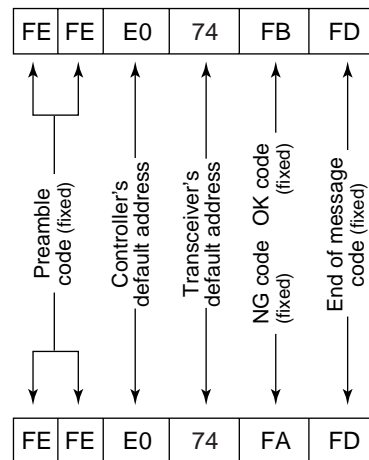 FE FE E0 74 FB FD
Preamble
code (fixed)
Controller's
default address
Transceiver's
default address
OK code
(fixed)
NG code
(fixed)
End of message
code (fixed)
FE FE E0 74 FA FD